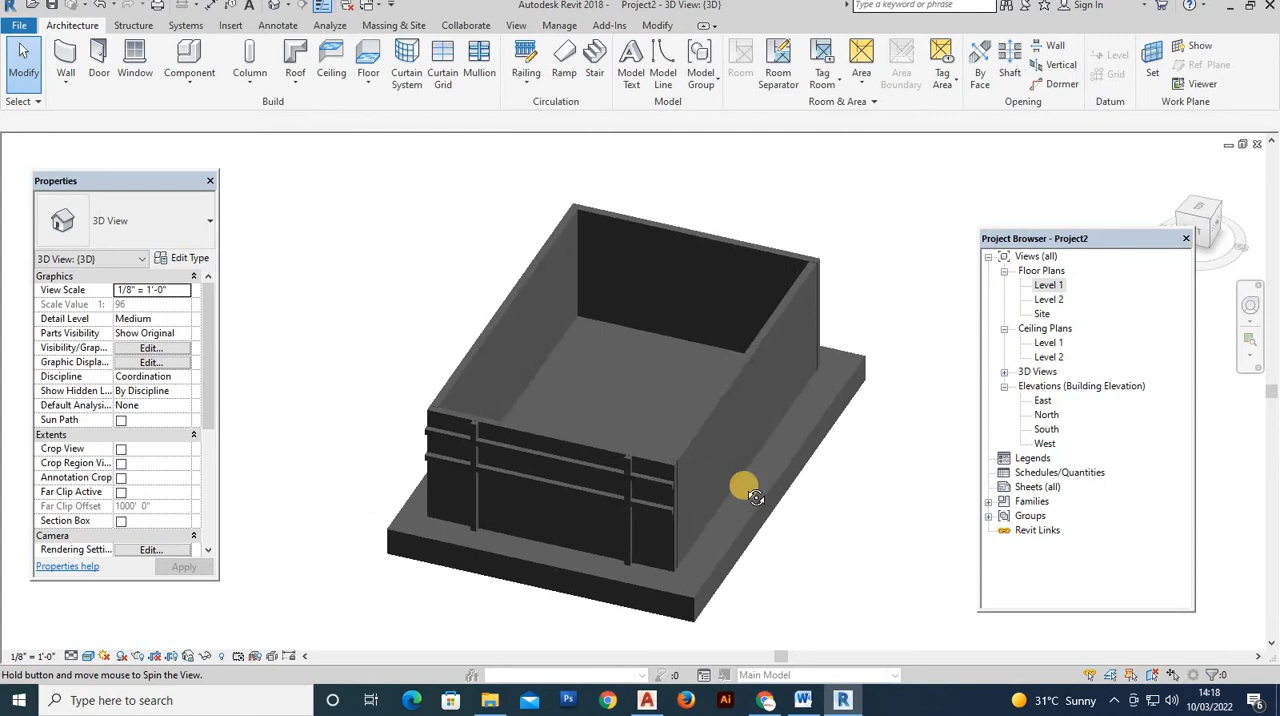 Autodesk Revit 2018 - Project2 - 3D View: {3D}
Type a keyword or phrase
Sign In
File Architecture Structure Systems Insert Annotate Analyze Massing & Site Collaborate View Manage Add-Ins Modify
Modify Wall Door Window Component Column Roof Ceiling Floor Curtain System Curtain Grid Mullion Railing Ramp Stair Model Text Model Line Model Group Room Room Separator Tag Room Area Area Boundary Tag Area By Face Shaft Wall Vertical Dormer Level Grid Set Show Ref Plane Viewer
Select Build Circulation Model Room & Area Opening Datum Work Plane
Properties
3D View
3D View: {3D} Edit Type
Graphics
View Scale 1/8" = 1'-0"
Scale Value 1: 96
Detail Level Medium
Parts Visibility Show Original
Visibility/Grap... Edit...
Graphic Displa... Edit...
Discipline Coordination
Show Hidden L By Discipline
Default Analysi... None
Sun Path
Extents
Crop View
Crop Region Vi...
Annotation Crop
Far Clip Active
Far Clip Offset 1000' 0"
Section Box
Camera
Rendering Setti... Edit...
Properties help Apply
Project Browser - Project2
Views (all)
Floor Plans
Level 1
Level 2
Site
Ceiling Plans
Level 1
Level 2
3D Views
Elevations (Building Elevation)
East
North
South
West
Legends
Schedules/Quantities
Sheets (all)
Families
Groups
Revit Links
1/8" = 1'-0"
Hold button and move mouse to Spin the View.
:0 Main Model :0
Type here to search
31°C Sunny
14:18
10/03/2022
6